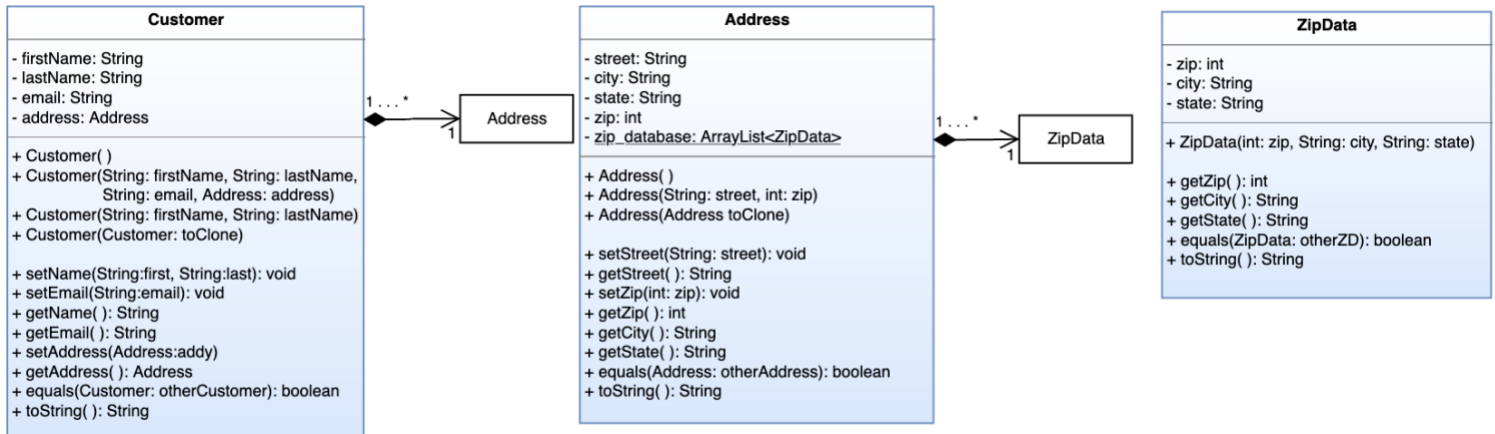 Customer
- firstName: String
- lastName: String
- email: String
- address: Address
+ Customer( )
+ Customer(String: firstName, String: lastName,
String: email, Address: address)
+ Customer(String: firstName, String: lastName)
+ Customer(Customer: toClone)
+ setName(String:first, String:last): void
+ setEmail(String:email): void
+ getName( ): String
+ getEmail( ): String
+ setAddress(Address:addy)
+ getAddress( ): Address
+ equals(Customer: otherCustomer): boolean
+ toString( ): String
1 . . . *
1
Address
Address
- street: String
- city: String
- state: String
- zip: int
- zip_database: ArrayList<ZipData>
+ Address( )
+ Address(String: street, int: zip)
+ Address(Address toClone)
+ setStreet(String: street): void
+ getStreet( ): String
+ setZip(int: zip): void
+ getZip( ): int
+ getCity( ): String
+ getState( ): String
+ equals(Address: otherAddress): boolean
+ toString( ): String
1 . . . *
1
ZipData
ZipData
- zip: int
- city: String
- state: String
+ ZipData(int: zip, String: city, String: state)
+ getZip( ): int
+ getCity( ): String
+ getState( ): String
+ equals(ZipData: otherZD): boolean
+ toString( ): String